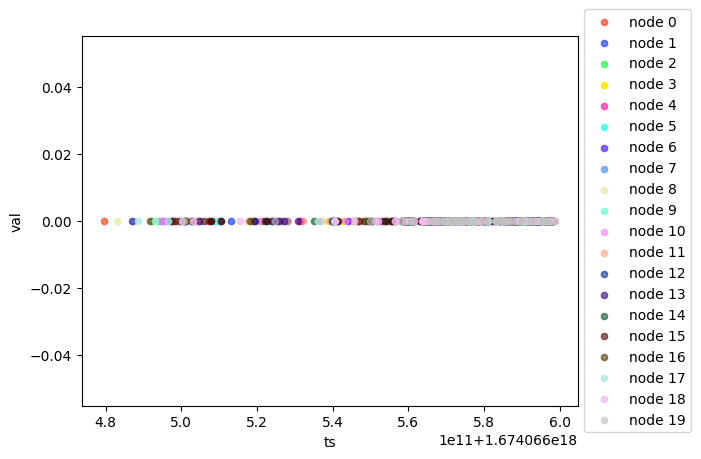 node 0
node 1
node 2
node 3
node 4
node 5
node 6
node 7
node 8
node 9
node 10
node 11
node 12
node 13
node 14
node 15
node 16
node 17
node 18
node 19
0.04
0.02
0.00
−0.02
−0.04
val
4.8 5.0 5.2 5.4 5.6 5.8 6.0
ts
1e11+1.674066e18